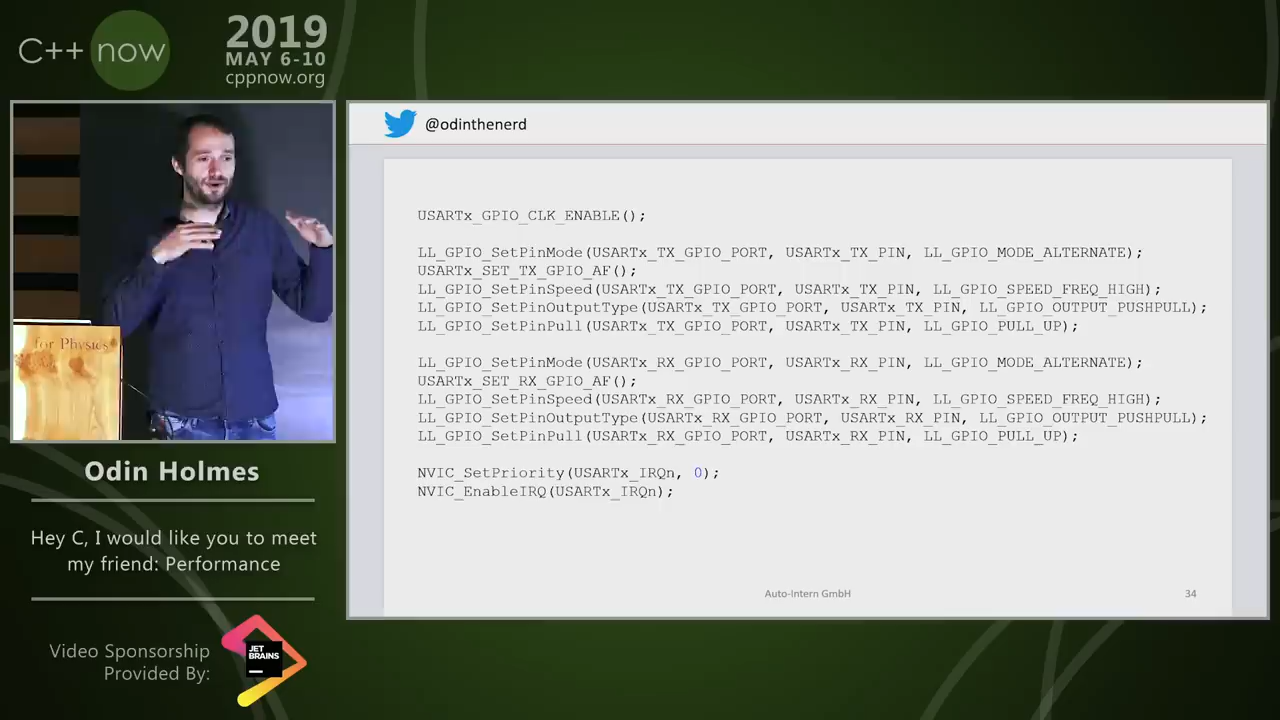 C++ now
2019
MAY 6-10
cppnow.org
@odinthenerd
USARTx_GPIO_CLK_ENABLE();
LL_GPIO_SetPinMode(USARTx_TX_GPIO_PORT, USARTx_TX_PIN, LL_GPIO_MODE_ALTERNATE);
USARTx_SET_TX_GPIO_AF();
LL_GPIO_SetPinSpeed(USARTx_TX_GPIO_PORT, USARTx_TX_PIN, LL_GPIO_SPEED_FREQ_HIGH);
LL_GPIO_SetPinOutputType(USARTx_TX_GPIO_PORT, USARTx_TX_PIN, LL_GPIO_OUTPUT_PUSHPULL);
LL_GPIO_SetPinPull(USARTx_TX_GPIO_PORT, USARTx_TX_PIN, LL_GPIO_PULL_UP);
LL_GPIO_SetPinMode(USARTx_RX_GPIO_PORT, USARTx_RX_PIN, LL_GPIO_MODE_ALTERNATE);
USARTx_SET_RX_GPIO_AF();
LL_GPIO_SetPinSpeed(USARTx_RX_GPIO_PORT, USARTx_RX_PIN, LL_GPIO_SPEED_FREQ_HIGH);
LL_GPIO_SetPinOutputType(USARTx_RX_GPIO_PORT, USARTx_RX_PIN, LL_GPIO_OUTPUT_PUSHPULL);
LL_GPIO_SetPinPull(USARTx_RX_GPIO_PORT, USARTx_RX_PIN, LL_GPIO_PULL_UP);
NVIC_SetPriority(USARTx_IRQn, 0);
NVIC_EnableIRQ(USARTx_IRQn);
Auto-Intern GmbH
34
for Physics
Odin Holmes
Hey C, I would like you to meet
my friend: Performance
Video Sponsorship
Provided By:
JET
BRAINS